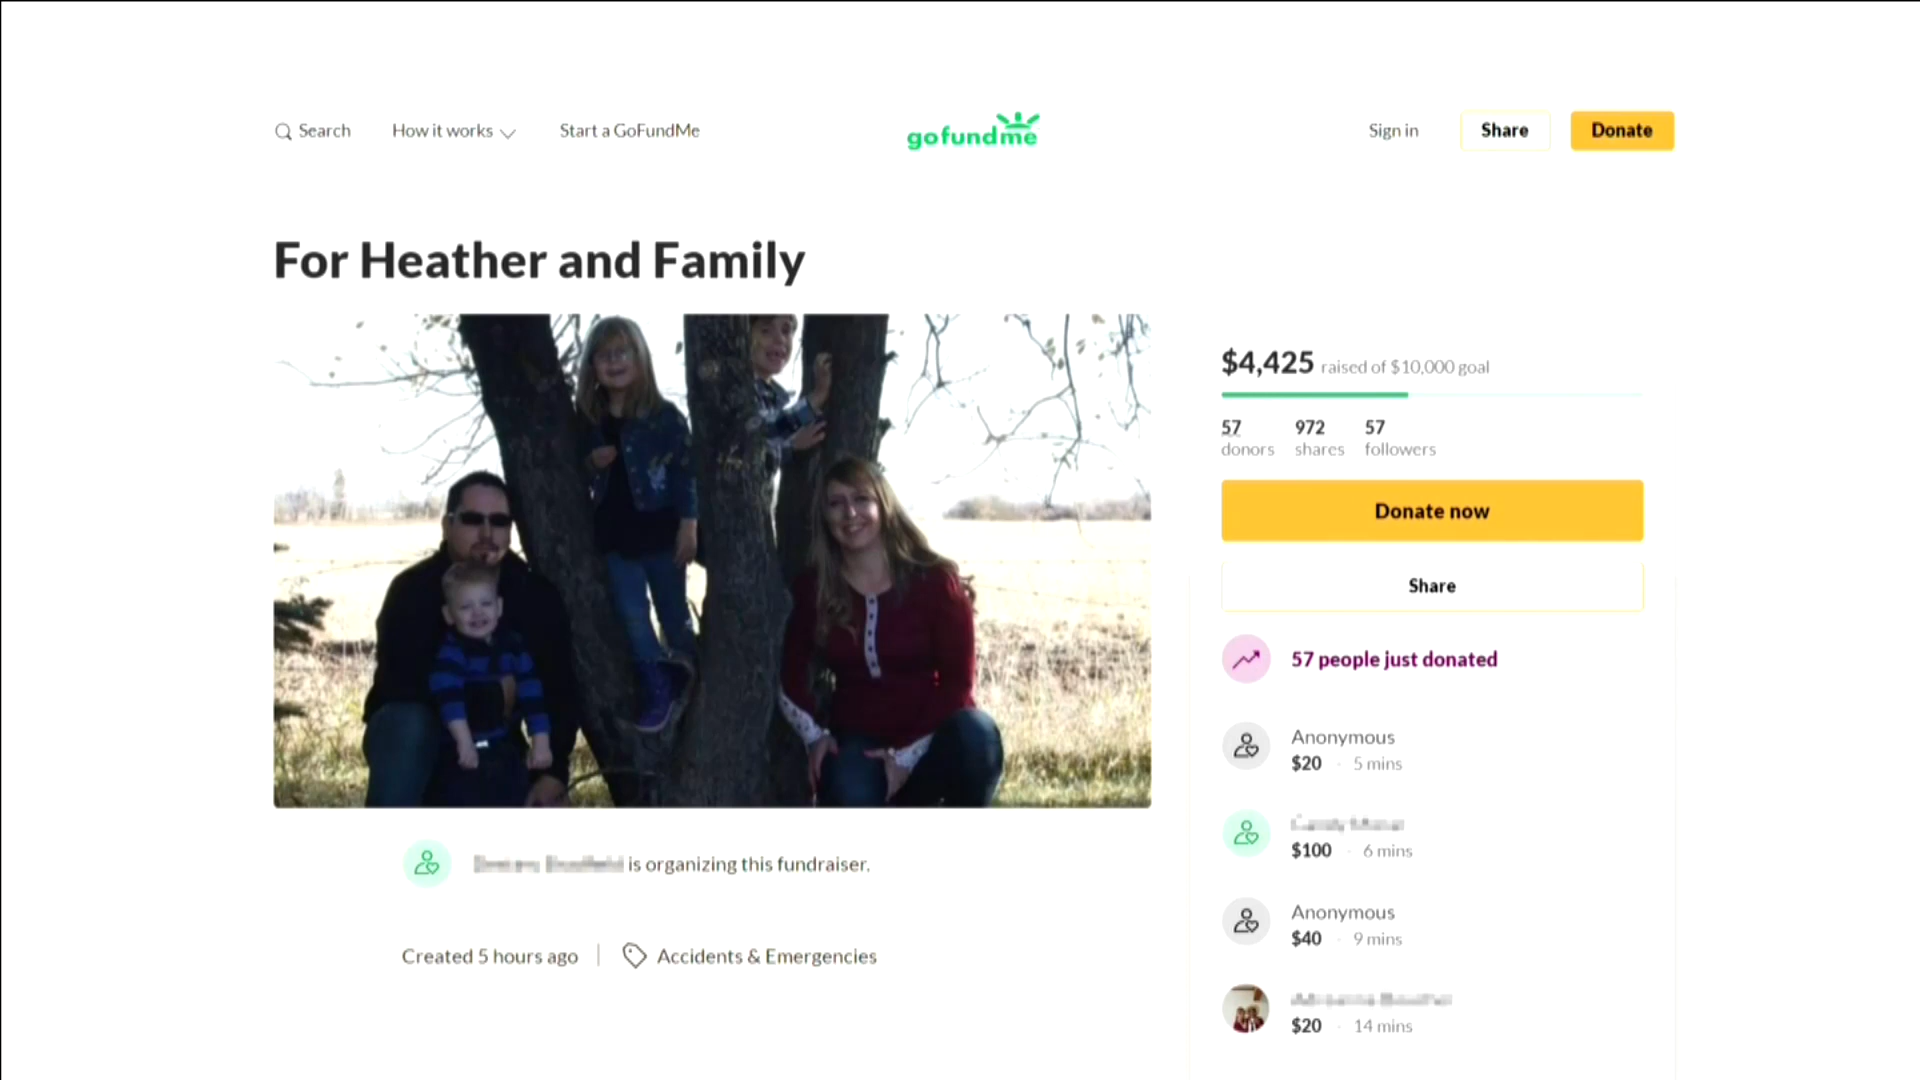 Search How it works Start a GoFundMe gofundme Sign in Share Donate
For Heather and Family
$4,425 raised of $10,000 goal
57 972 57
donors shares followers
Donate now
Share
57 people just donated
Anonymous
$20 · 5 mins
$100 · 6 mins
Anonymous
$40 · 9 mins
$20 · 14 mins
is organizing this fundraiser.
Created 5 hours ago Accidents & Emergencies